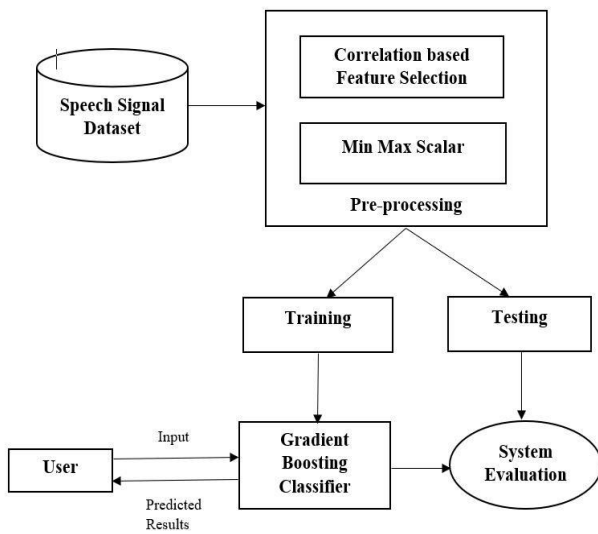 Speech Signal
Dataset
Correlation based
Feature Selection
Min Max Scalar
Pre-processing
Training
Testing
User
Input
Predicted
Results
Gradient
Boosting
Classifier
System
Evaluation